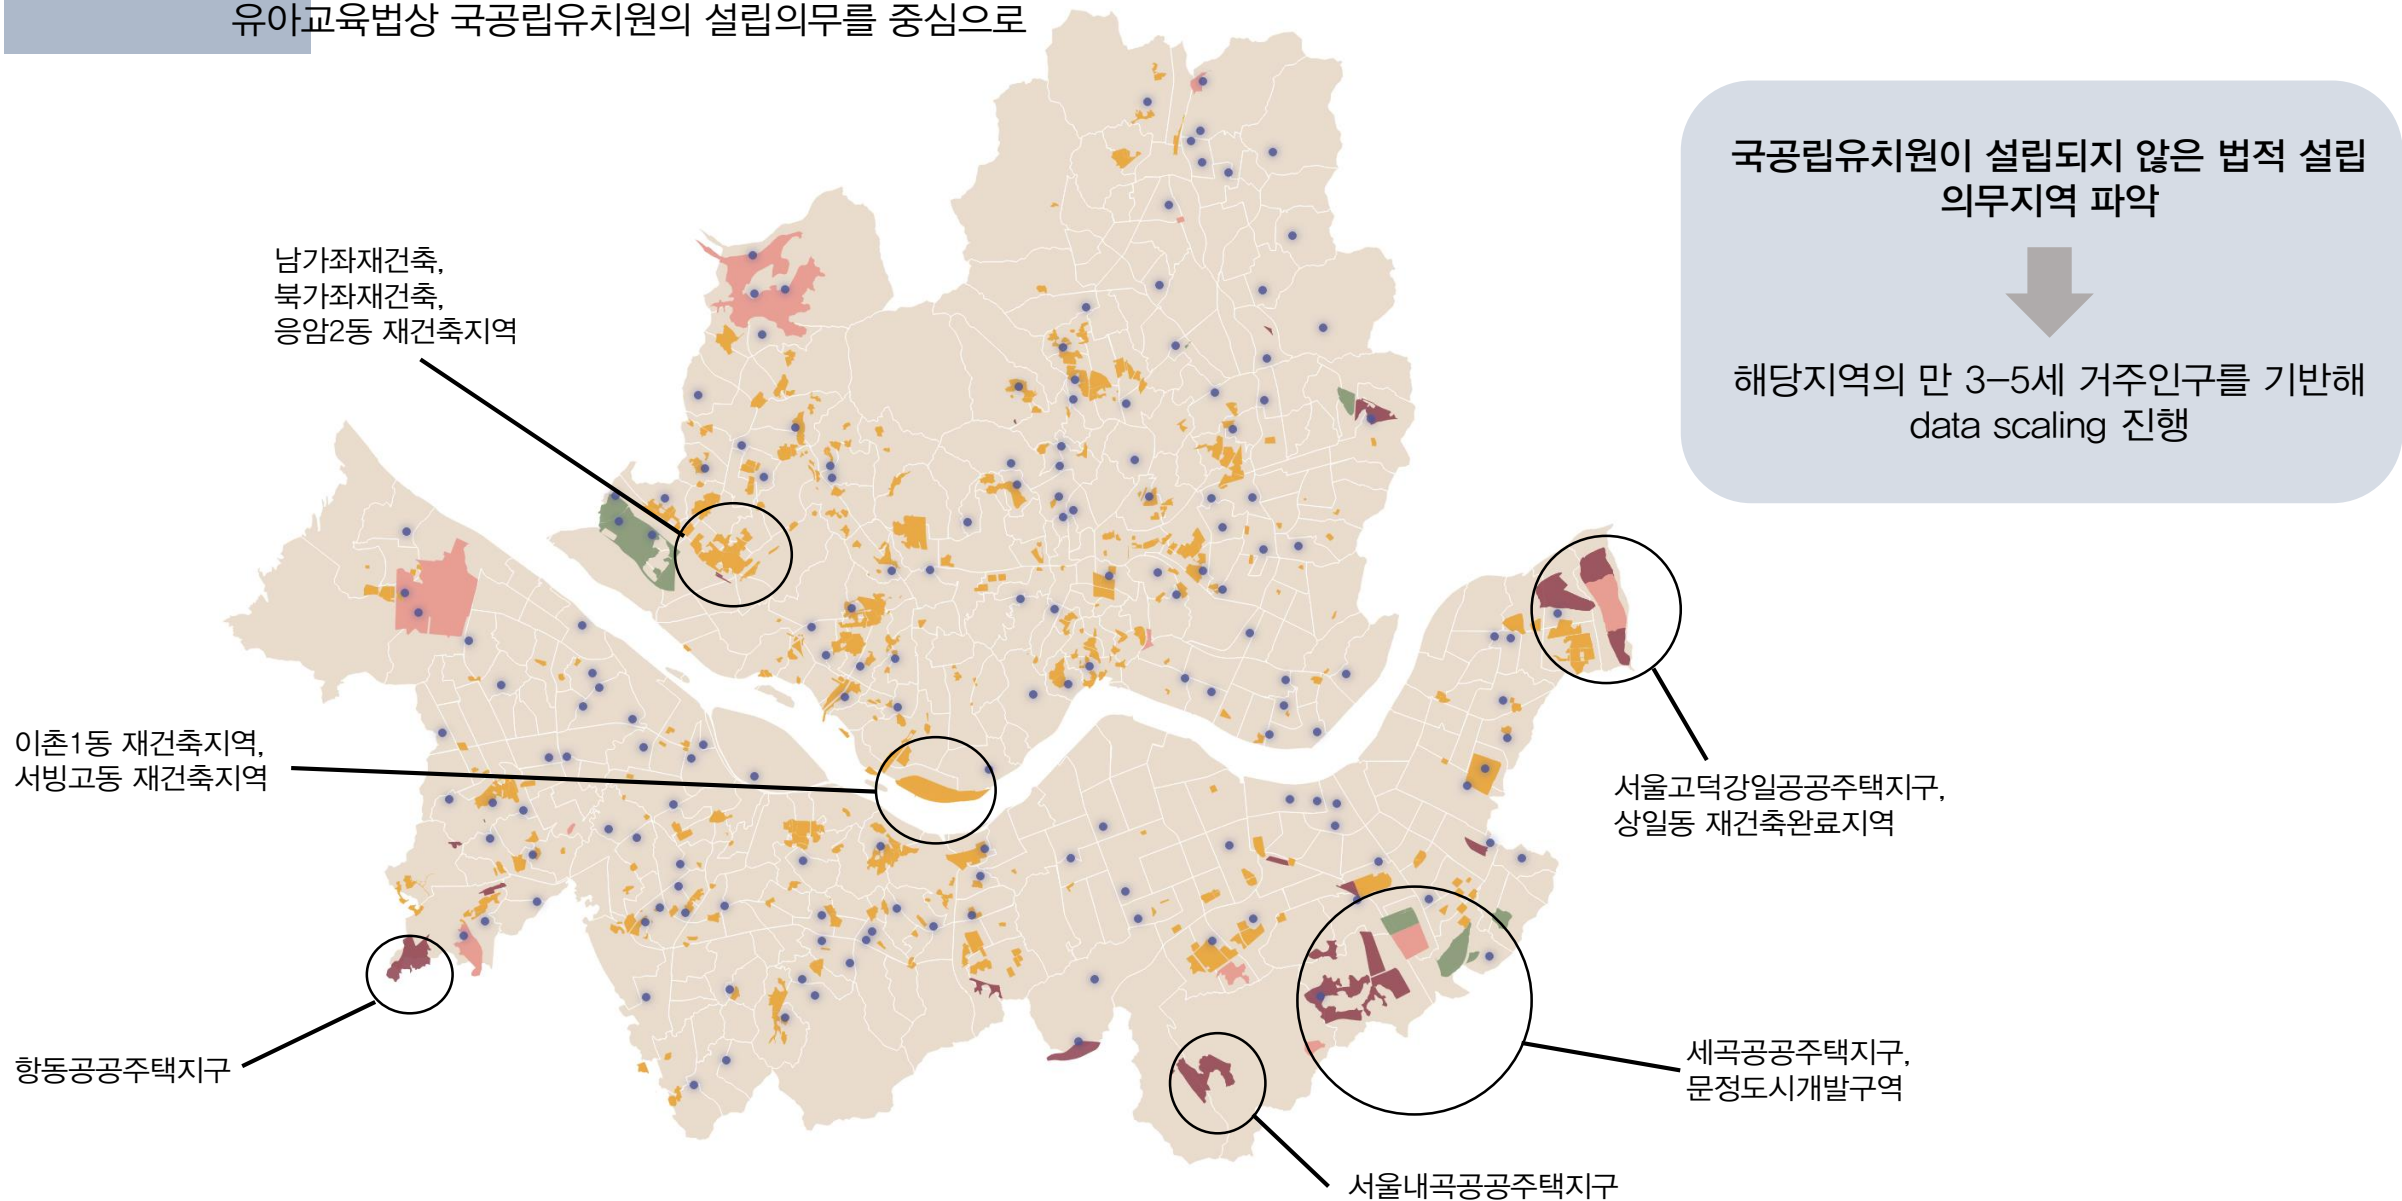 유아교육법상 국공립유치원의 설립의무를 중심으로
국공립유치원이 설립되지 않은 법적 설립
의무지역 파악
해당지역의 만 3-5세 거주인구를 기반해
data scaling 진행
남가좌재건축,
북가좌재건축,
응암2동 재건축지역
이촌1동 재건축지역,
서빙고동 재건축지역
서울고덕강일공공주택지구,
상일동 재건축완료지역
항동공공주택지구
세곡공공주택지구,
문정도시개발구역
서울내곡공공주택지구